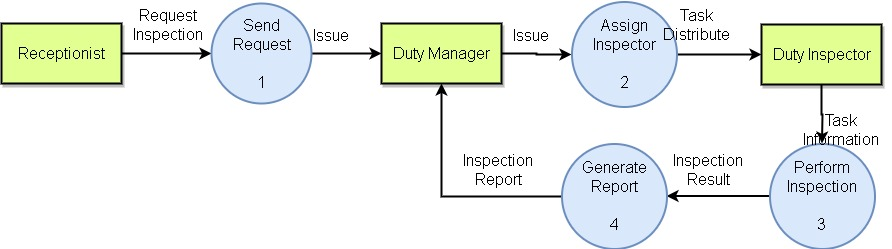 Receptionist
Request
Inspection
Send
Request
1
Issue
Duty Manager
Issue
Assign
Inspector
2
Task
Distribute
Duty Inspector
Task
Information
Perform
Inspection
3
Inspection
Result
Generate
Report
4
Inspection
Report